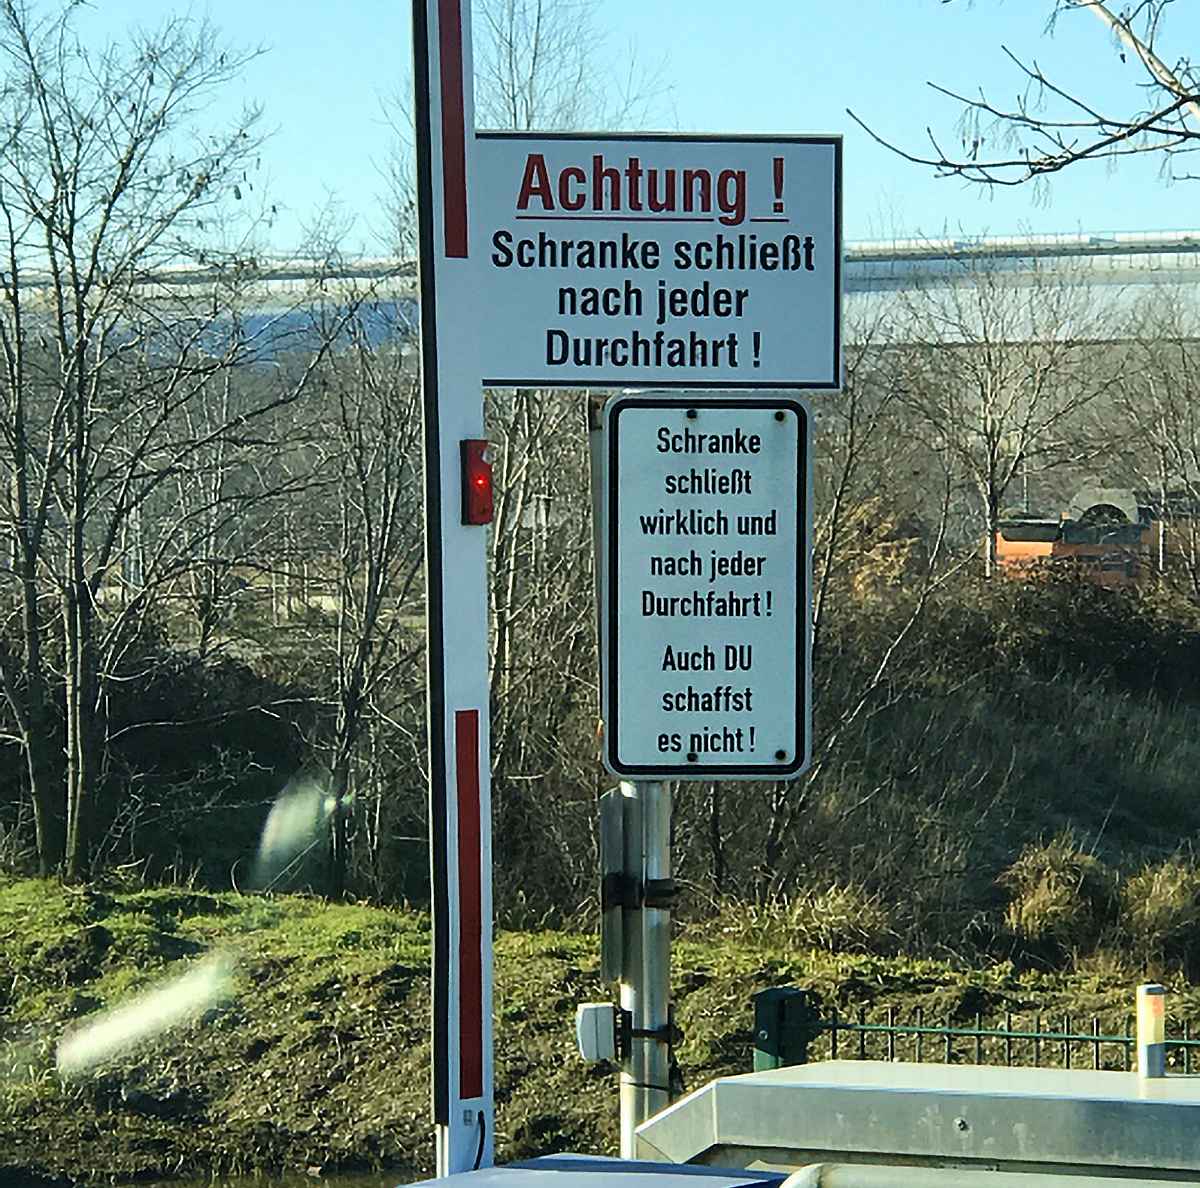 Achtung !
Schranke schließt
nach jeder
Durchfahrt !
Schranke
schließt
wirklich und
nach jeder
Durchfahrt!
Auch DU
schaffst
es nicht!